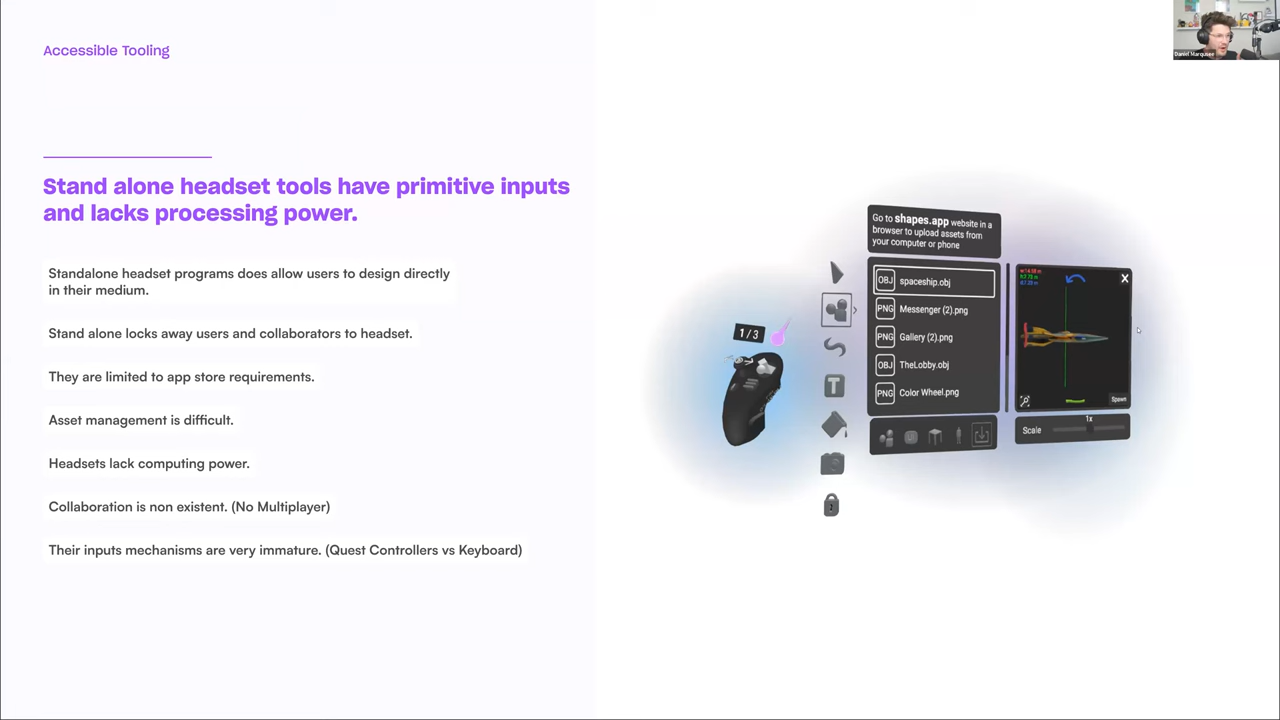 Accessible Tooling
Daniel Marqusee
Stand alone headset tools have primitive inputs
and lacks processing power.
Standalone headset programs does allow users to design directly
in their medium.
Stand alone locks away users and collaborators to headset.
They are limited to app store requirements.
Asset management is difficult.
Headsets lack computing power.
Collaboration is non existent. (No Multiplayer)
Their inputs mechanisms are very immature. (Quest Controllers vs Keyboard)
1/3
T
Go to shapes.app website in a
browser to upload assets from
your computer or phone
OBJ spaceship.obj
PNG Messenger (2).png
PNG Gallery (2).png
OBJ TheLobby.obj
PNG Color Wheel.png
X
Spawn
1x
Scale